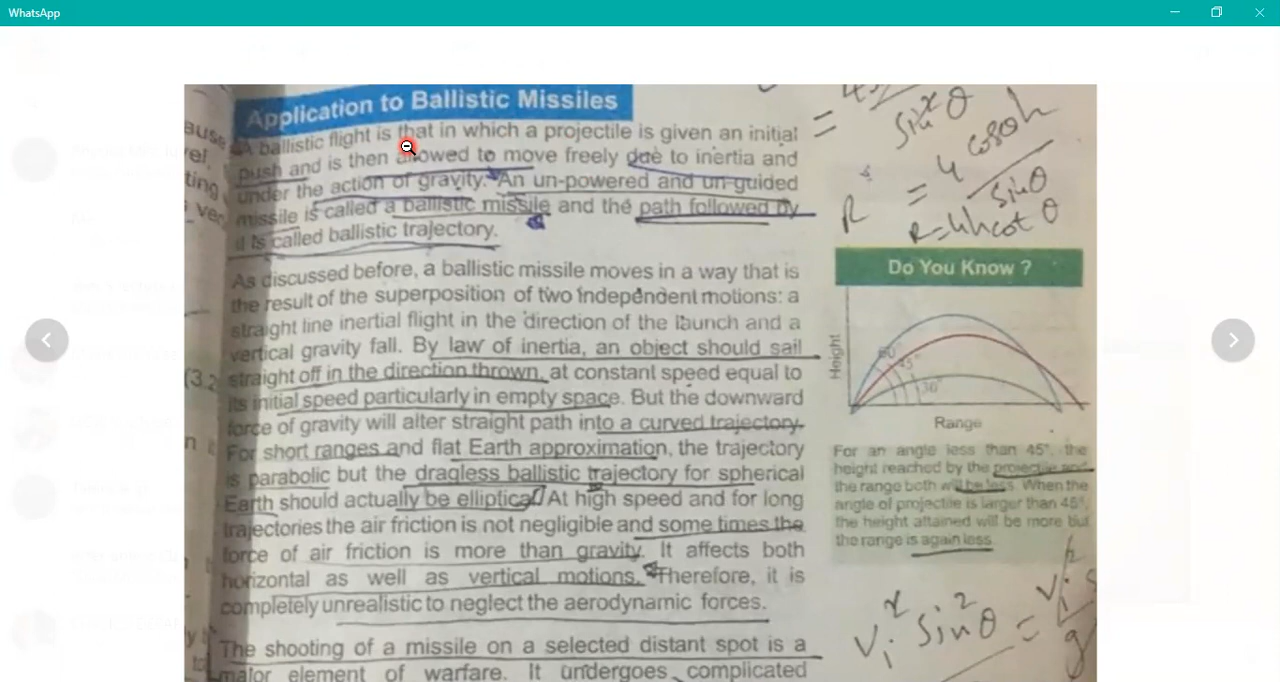 WhatsApp
Application to Ballistic Missiles
A ballistic flight is that in which a projectile is given an initial
push and is then allowed to move freely due to inertia and
under the action of gravity. An un-powered and un-guided
missile is called a ballistic missile and the path followed by
it is called ballistic trajectory.
As discussed before, a ballistic missile moves in a way that is
the result of the superposition of two independent motions: a
straight line inertial flight in the direction of the launch and a
vertical gravity fall. By law of inertia, an object should sail
straight off in the direction thrown, at constant speed equal to
its initial speed particularly in empty space. But the downward
force of gravity will alter straight path into a curved trajectory.
For short ranges and flat Earth approximation, the trajectory
is parabolic but the dragless ballistic trajectory for spherical
Earth should actually be elliptical. At high speed and for long
trajectories the air friction is not negligible and some times the
force of air friction is more than gravity. It affects both
horizontal as well as vertical motions. Therefore, it is
completely unrealistic to neglect the aerodynamic forces.
The shooting of a missile on a selected distant spot is a
major element of warfare. It undergoes complicated
sin θ
R = 4 cosθ h
sinθ
R=4h cot θ
Do You Know ?
Height
60°
45°
30°
Range
For an angle less than 45°, the
height reached by the projectile and
the range both will be less. When the
angle of projectile is larger than 45°,
the height attained will be more but
the range is again less
Vi² Sin²θ =
g
(3.2